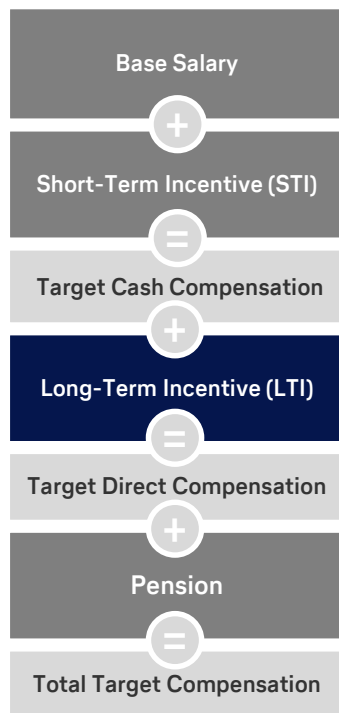 Base Salary
+
Short-Term Incentive (STI)
=
Target Cash Compensation
+
Long-Term Incentive (LTI)
=
Target Direct Compensation
+
Pension
=
Total Target Compensation